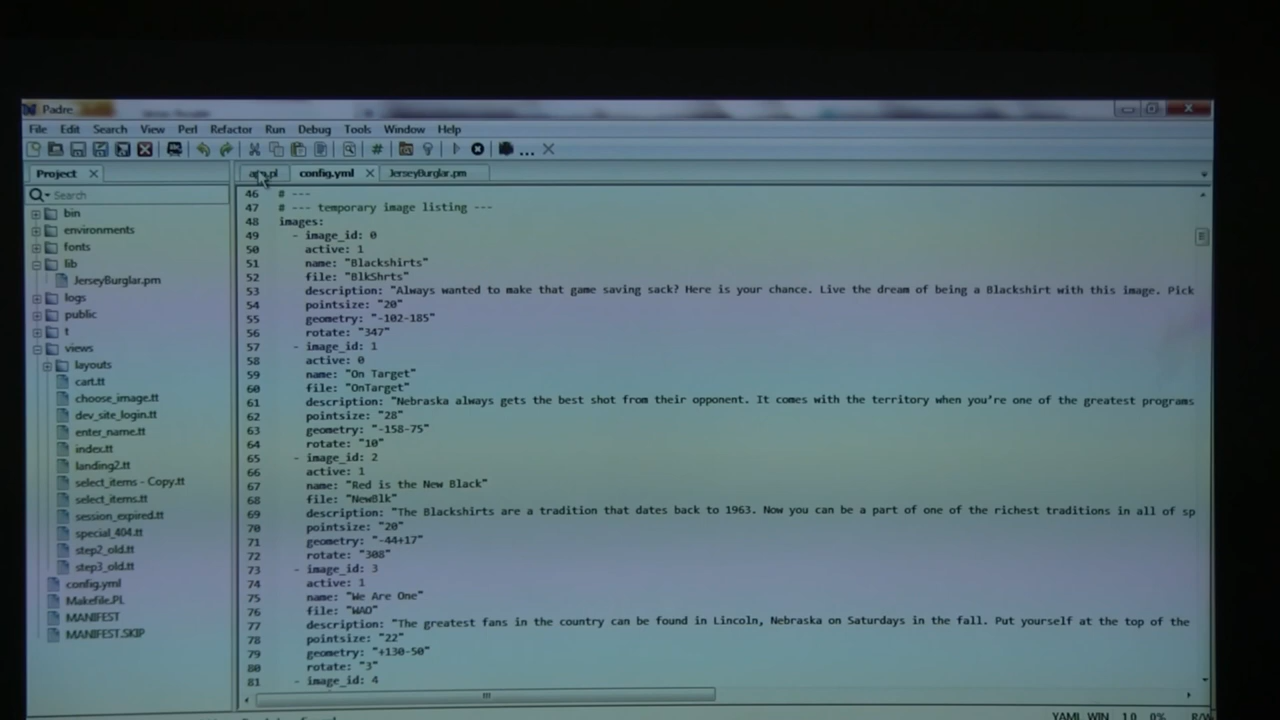 Padre
File Edit Search View Perl Refactor Run Debug Tools Window Help
Project
config.yml
JerseyBurglar.pm
Search
bin
environments
fonts
lib
JerseyBurglar.pm
logs
public
t
views
layouts
cart.tt
choose_image.tt
dev_site_login.tt
enter_name.tt
index.tt
landing2.tt
select_items - Copy.tt
select_items.tt
session_expired.tt
special_404.tt
step2_old.tt
step3_old.tt
config.yml
Makefile.PL
MANIFEST
MANIFEST.SKIP
46 # ---
47 # --- temporary image listing ---
48 images:
49 - image_id: 0
50 active: 1
51 name: "Blackshirts"
52 file: "BlkShrts"
53 description: "Always wanted to make that game saving sack? Here is your chance. Live the dream of being a Blackshirt with this image. Pick
54 pointsize: "20"
55 geometry: "-102-185"
56 rotate: "347"
57 - image_id: 1
58 active: 0
59 name: "On Target"
60 file: "OnTarget"
61 description: "Nebraska always gets the best shot from their opponent. It comes with the territory when you're one of the greatest programs
62 pointsize: "28"
63 geometry: "-158-75"
64 rotate: "10"
65 - image_id: 2
66 active: 1
67 name: "Red is the New Black"
68 file: "NewBlk"
69 description: "The Blackshirts are a tradition that dates back to 1963. Now you can be a part of one of the richest traditions in all of sp
70 pointsize: "20"
71 geometry: "-44+17"
72 rotate: "308"
73 - image_id: 3
74 active: 1
75 name: "We Are One"
76 file: "WAO"
77 description: "The greatest fans in the country can be found in Lincoln, Nebraska on Saturdays in the fall. Put yourself at the top of the
78 pointsize: "22"
79 geometry: "+130-50"
80 rotate: "3"
81 - image_id: 4
YAML WIN 1,0 0% R/W